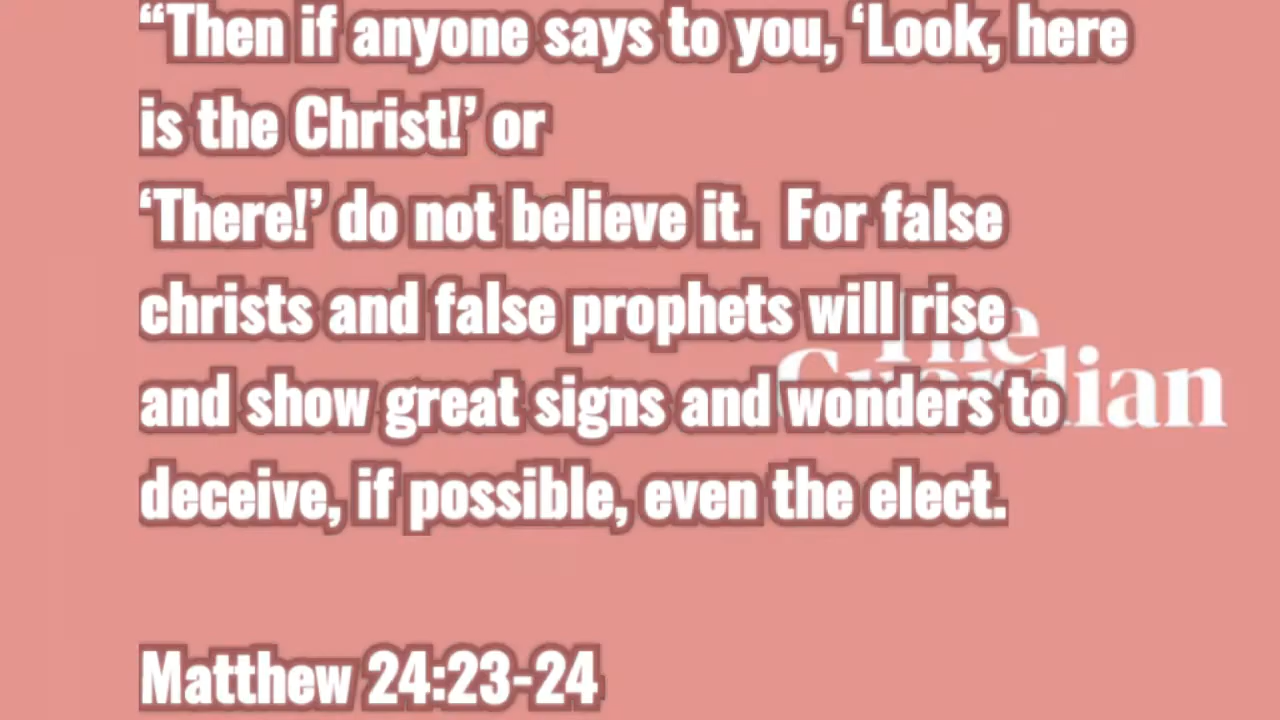 “Then if anyone says to you, ‘Look, here
is the Christ!’ or
‘There!’ do not believe it.  For false
christs and false prophets will rise
and show great signs and wonders to
deceive, if possible, even the elect.
Matthew 24:23-24
The
Guardian